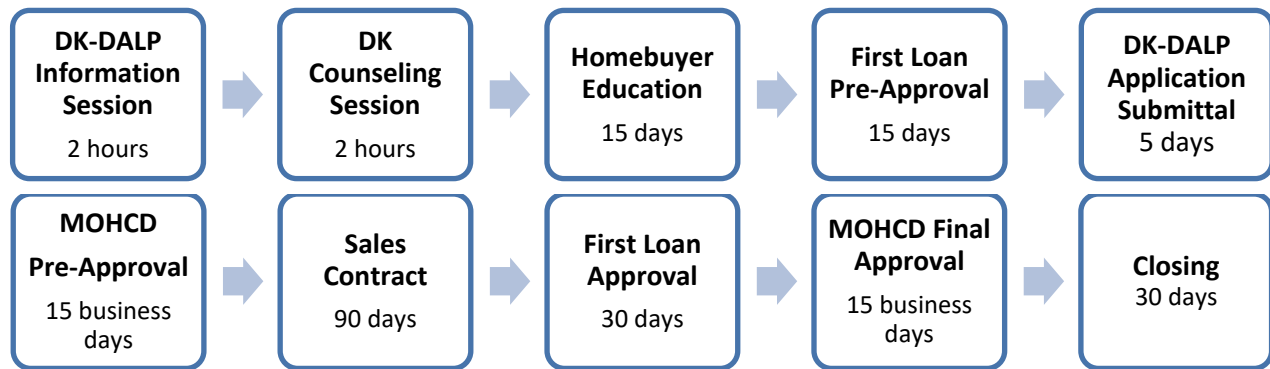 DK-DALP
Information
Session
2 hours
DK
Counseling
Session
2 hours
Homebuyer
Education
15 days
First Loan
Pre-Approval
15 days
DK-DALP
Application
Submittal
5 days
MOHCD
Pre-Approval
15 business
days
Sales
Contract
90 days
First Loan
Approval
30 days
MOHCD Final
Approval
15 business
days
Closing
30 days